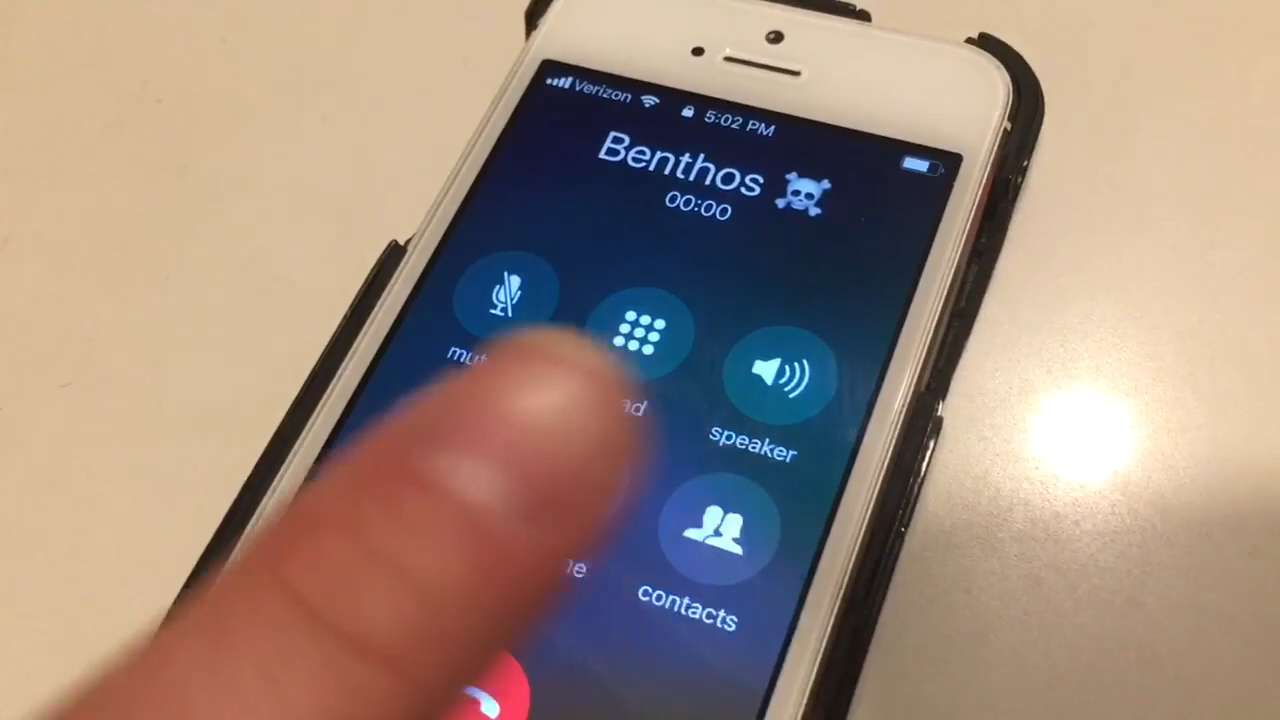 Verizon 5:02 PM
Benthos ☠
00:00
speaker
contacts